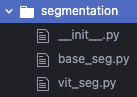 segmentation
__init__.py
base_seg.py
vit_seg.py